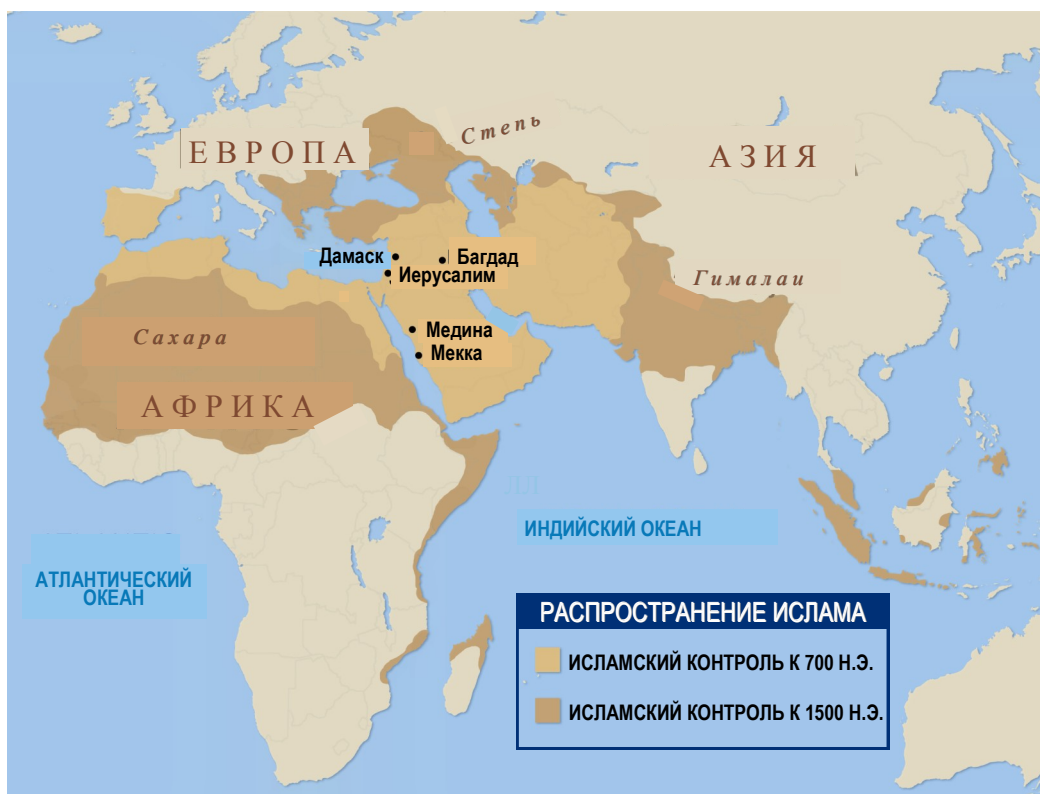 Степь
ЕВРОПА
АЗИЯ
Дамаск
Багдад
Иерусалим
Гималаи
Медина
Сахара
Мекка
АФРИКА
ИНДИЙСКИЙ ОКЕАН
АТЛАНТИЧЕСКИЙ
ОКЕАН
РАСПРОСТРАНЕНИЕ ИСЛАМА
ИСЛАМСКИЙ КОНТРОЛЬ К 700 Н.Э.
ИСЛАМСКИЙ КОНТРОЛЬ К 1500 Н.Э.